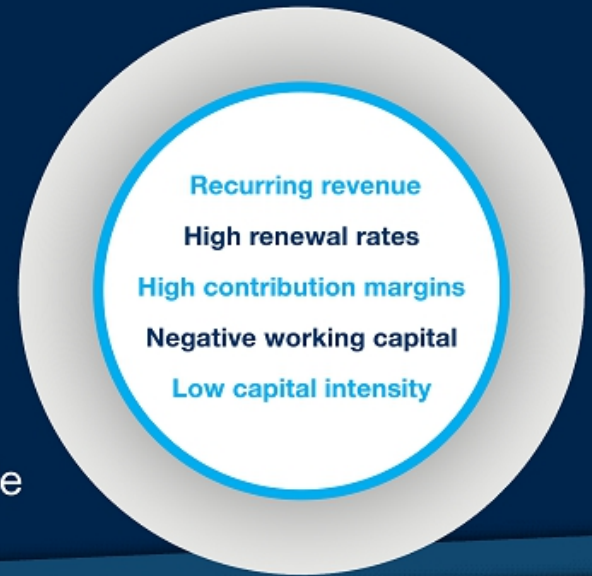 Recurring revenue
High renewal rates
High contribution margins
Negative working capital
Low capital intensity
e